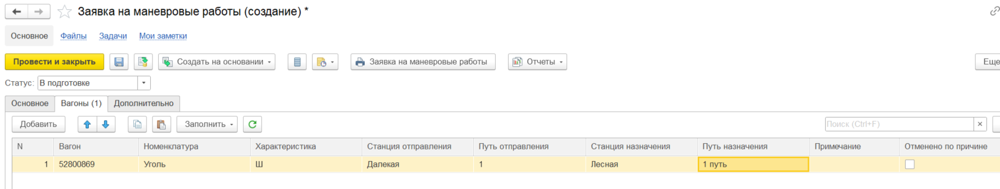 Заявка на маневровые работы (создание) *
Основное Файлы Задачи Мои заметки
Провести и закрыть Создать на основании Заявка на маневровые работы Отчеты Еще
Статус: В подготовке
Основное Вагоны (1) Дополнительно
Добавить Заполнить Поиск (Ctrl+F) ×
N Вагон Номенклатура Характеристика Станция отправления Путь отправления Станция назначения Путь назначения Примечание Отменено по причине
1 52800869 Уголь Ш Далекая 1 Лесная 1 путь